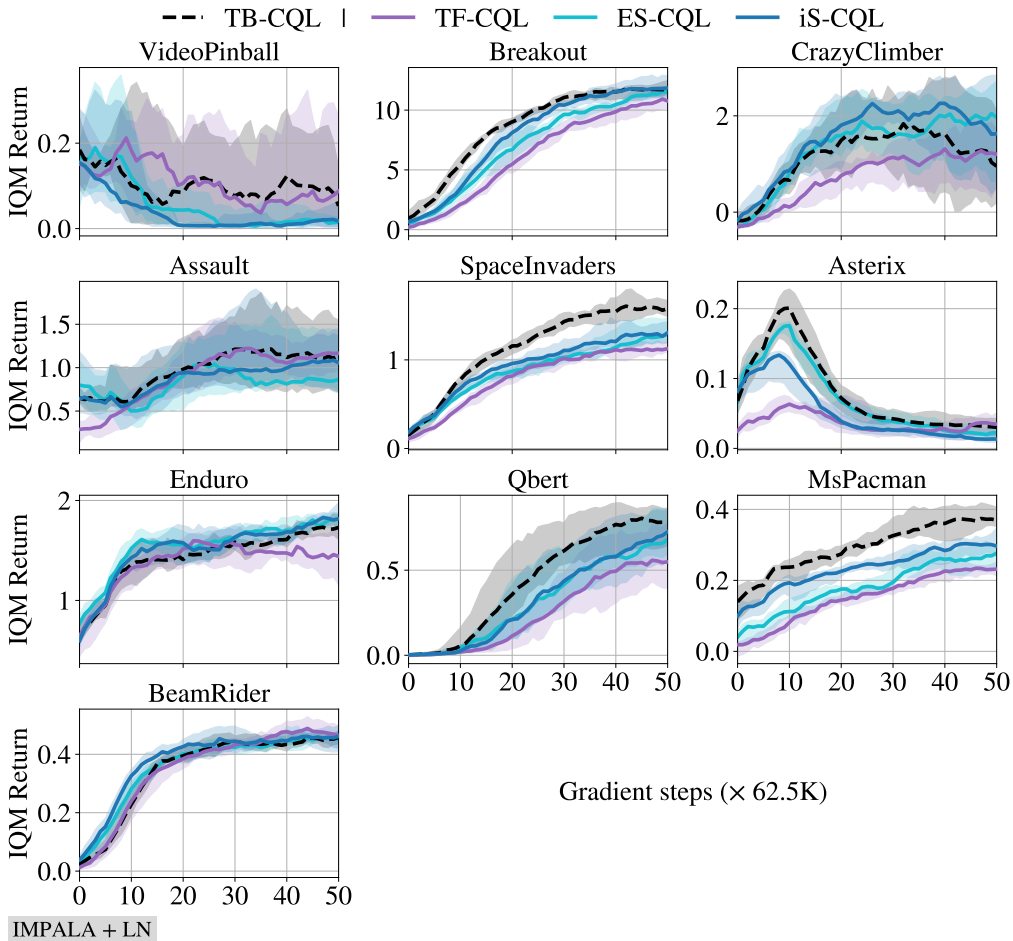 TB-CQL | TF-CQL ES-CQL iS-CQL
VideoPinball Breakout CrazyClimber
IQM Return
0.2
0.0
10
5
0
2
0
Assault SpaceInvaders Asterix
IQM Return
1.5
1.0
0.5
1
0
0.2
0.1
0.0
Enduro Qbert MsPacman
IQM Return
2
1
0.5
0.0
0.4
0.2
0.0
0 10 20 30 40 50 0 10 20 30 40 50
BeamRider
IQM Return
0.4
0.2
0.0
0 10 20 30 40 50
Gradient steps (× 62.5K)
IMPALA + LN